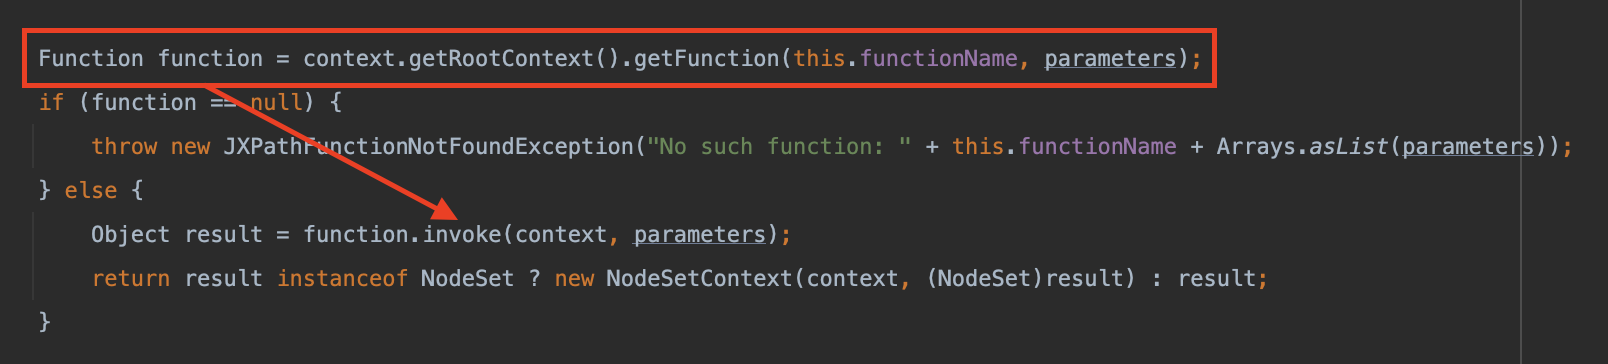 Function function = context.getRootContext().getFunction(this.functionName, parameters);
if (function == null) {
    throw new JXPathFunctionNotFoundException("No such function: " + this.functionName + Arrays.asList(parameters));
} else {
    Object result = function.invoke(context, parameters);
    return result instanceof NodeSet ? new NodeSetContext(context, (NodeSet)result) : result;
}